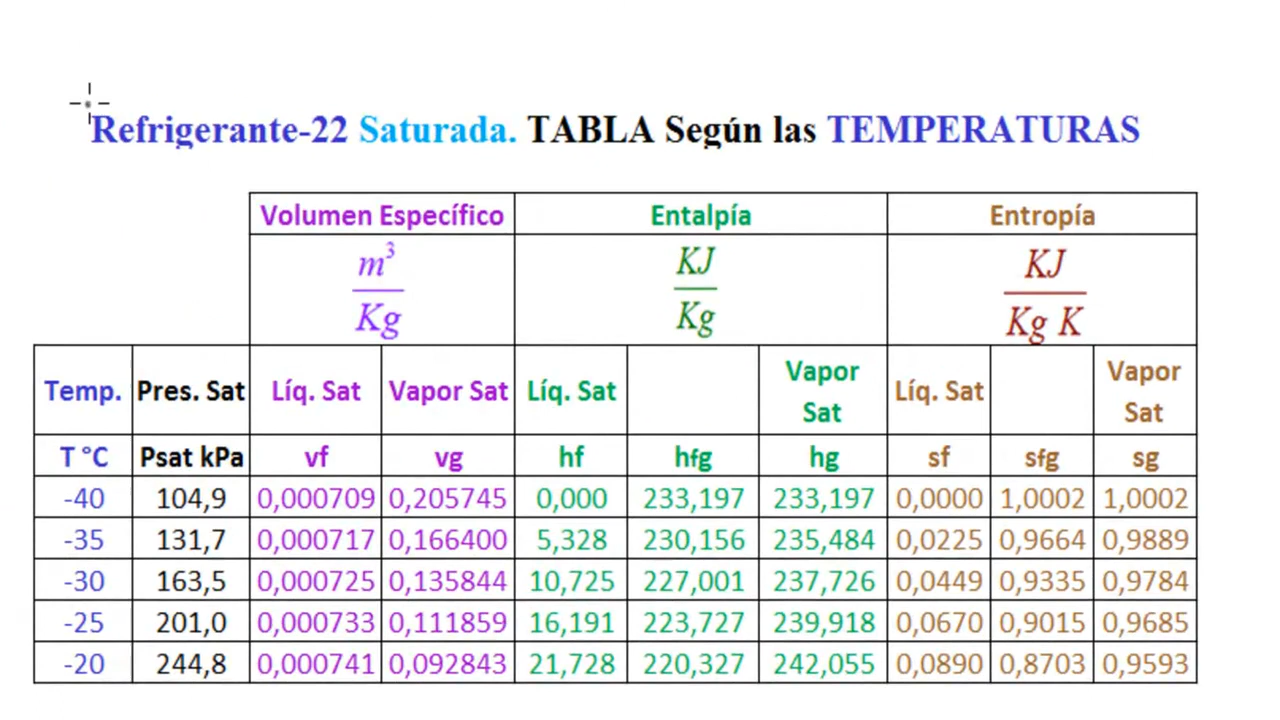 Refrigerante-22 Saturada. TABLA Según las TEMPERATURAS
Volumen Específico Entalpía Entropía
m³/Kg KJ/Kg KJ/Kg K
Temp. Pres. Sat Líq. Sat Vapor Sat Líq. Sat Vapor Sat Líq. Sat Vapor Sat
T °C Psat kPa vf vg hf hfg hg sf sfg sg
-40 104,9 0,000709 0,205745 0,000 233,197 233,197 0,0000 1,0002 1,0002
-35 131,7 0,000717 0,166400 5,328 230,156 235,484 0,0225 0,9664 0,9889
-30 163,5 0,000725 0,135844 10,725 227,001 237,726 0,0449 0,9335 0,9784
-25 201,0 0,000733 0,111859 16,191 223,727 239,918 0,0670 0,9015 0,9685
-20 244,8 0,000741 0,092843 21,728 220,327 242,055 0,0890 0,8703 0,9593